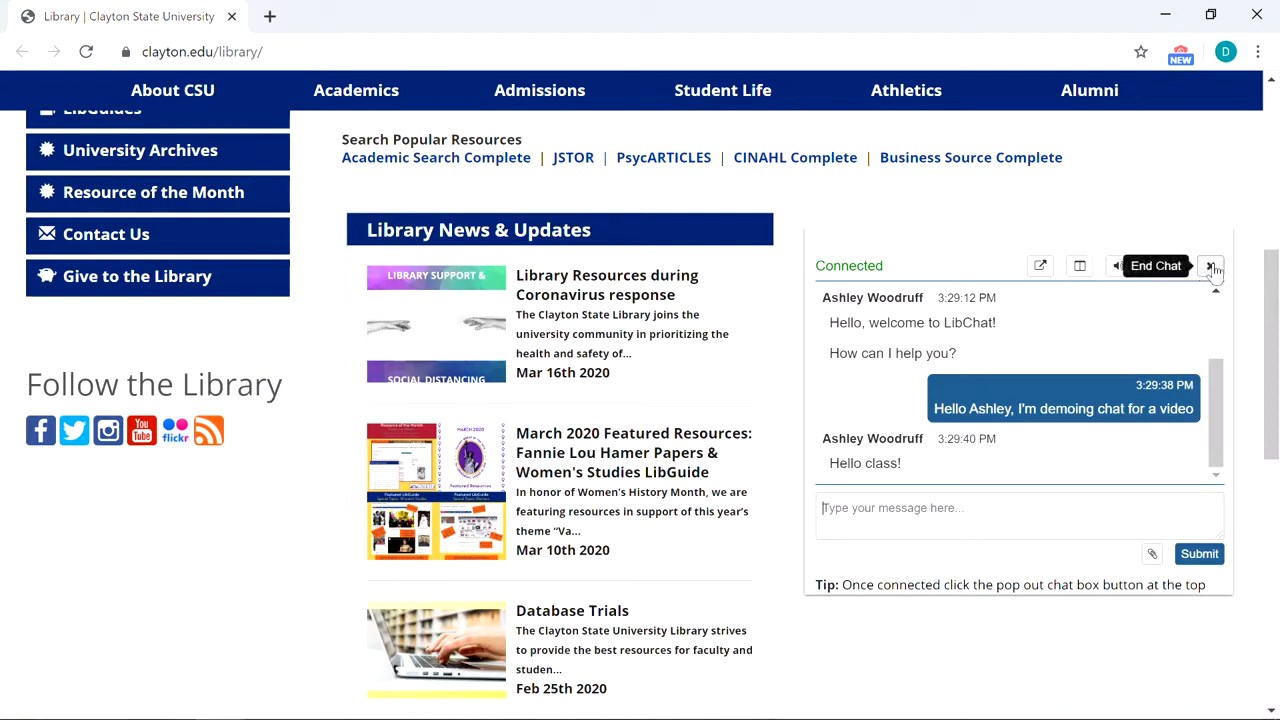 Library | Clayton State University
clayton.edu/library/
NEW
D
About CSU
Academics
Admissions
Student Life
Athletics
Alumni
LibGuides
University Archives
Resource of the Month
Contact Us
Give to the Library
Follow the Library
You
Tube
flickr
Search Popular Resources
Academic Search Complete | JSTOR | PsycARTICLES | CINAHL Complete | Business Source Complete
Library News & Updates
LIBRARY SUPPORT &
SOCIAL DISTANCING
Library Resources during
Coronavirus response
The Clayton State Library joins the
university community in prioritizing the
health and safety of...
Mar 16th 2020
MARCH 2020
March 2020 Featured Resources:
Fannie Lou Hamer Papers &
Women's Studies LibGuide
In honor of Women's History Month, we are
featuring resources in support of this year's
theme “Va...
Mar 10th 2020
Database Trials
The Clayton State University Library strives
to provide the best resources for faculty and
studen...
Feb 25th 2020
Connected
End Chat
Ashley Woodruff 3:29:12 PM
Hello, welcome to LibChat!
How can I help you?
3:29:38 PM
Hello Ashley, I'm demoing chat for a video
Ashley Woodruff 3:29:40 PM
Hello class!
Type your message here...
Submit
Tip: Once connected click the pop out chat box button at the top